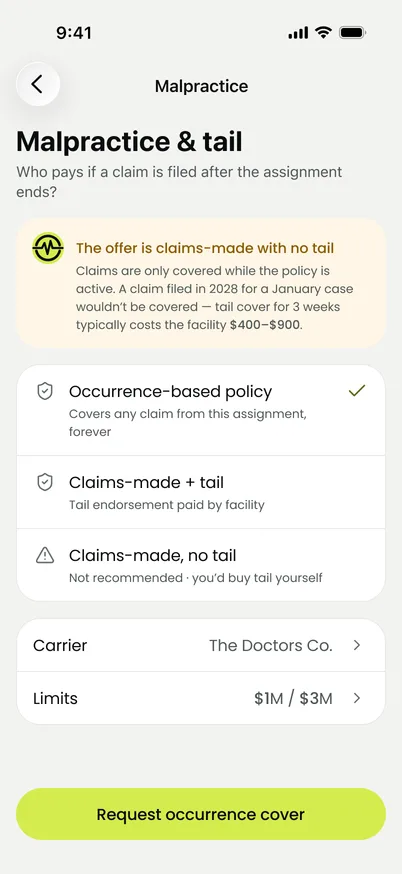 9:41
Malpractice
Malpractice & tail
Who pays if a claim is filed after the assignment
ends?
The offer is claims-made with no tail
Claims are only covered while the policy is
active. A claim filed in 2028 for a January case
wouldn’t be covered — tail cover for 3 weeks
typically costs the facility $400–$900.
Occurrence-based policy
Covers any claim from this assignment,
forever
Claims-made + tail
Tail endorsement paid by facility
Claims-made, no tail
Not recommended · you’d buy tail yourself
Carrier The Doctors Co.
Limits $1M / $3M
Request occurrence cover